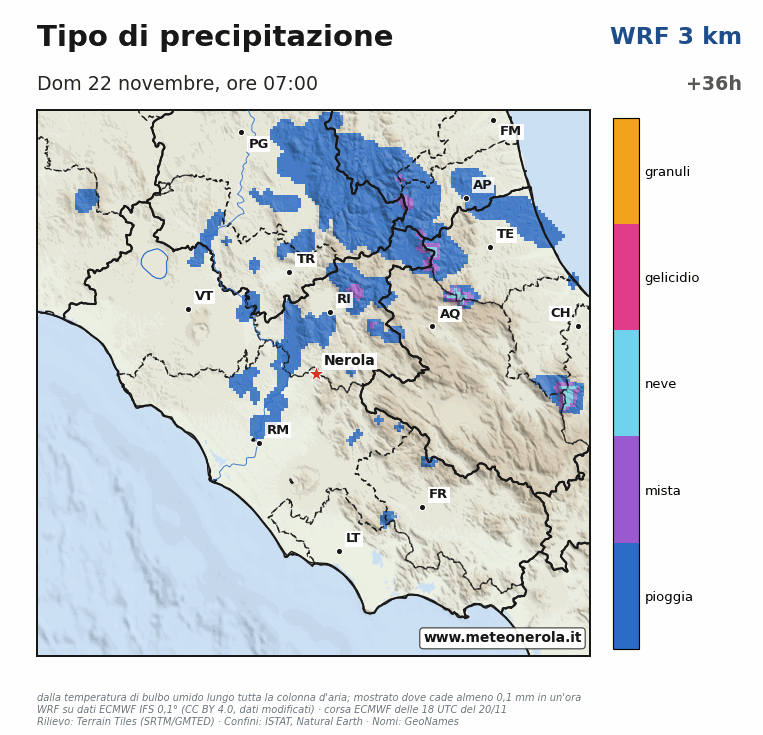 Tipo di precipitazione
WRF 3 km
Dom 22 novembre, ore 07:00
+36h
FM
PG
AP
TE
TR
VT
RI
AQ
CH
Nerola
RM
FR
LT
www.meteonerola.it
granuli
gelicidio
neve
mista
pioggia
dalla temperatura di bulbo umido lungo tutta la colonna d'aria; mostrato dove cade almeno 0,1 mm in un'ora
WRF su dati ECMWF IFS 0,1° (CC BY 4.0, dati modificati) · corsa ECMWF delle 18 UTC del 20/11
Rilievo: Terrain Tiles (SRTM/GMTED) · Confini: ISTAT, Natural Earth · Nomi: GeoNames